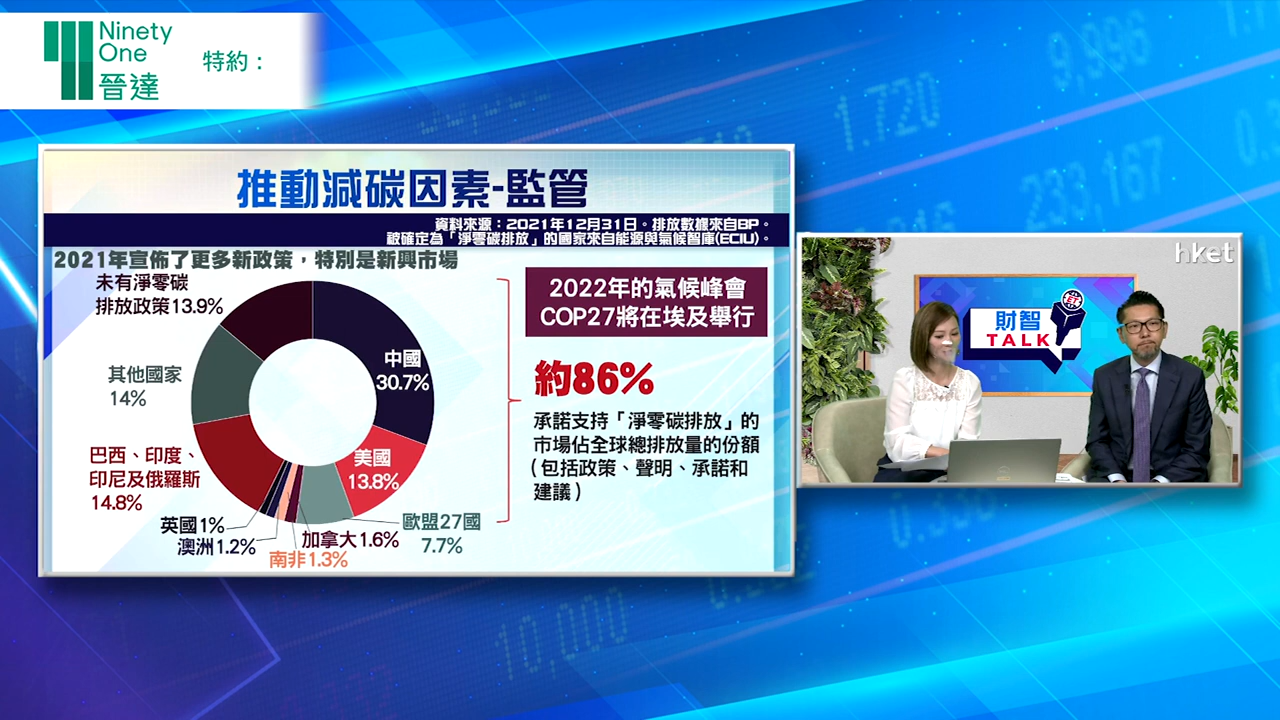 Ninety
One
晉達
特約：
推動減碳因素-監管
資料來源：2021年12月31日。排放數據來自BP。
被確定為「淨零碳排放」的國家來自能源與氣候智庫(ECIU)。
2021年宣佈了更多新政策，特別是新興市場
未有淨零碳
排放政策13.9%
中國
30.7%
其他國家
14%
美國
13.8%
巴西、印度、
印尼及俄羅斯
14.8%
英國1%
澳洲1.2%
南非1.3%
加拿大1.6%
歐盟27國
7.7%
2022年的氣候峰會
COP27將在埃及舉行
約86%
承諾支持「淨零碳排放」的
市場佔全球總排放量的份額
(包括政策、聲明、承諾和
建議)
hket
財智
TALK
ET
9,996
1.720
233,167
10,000